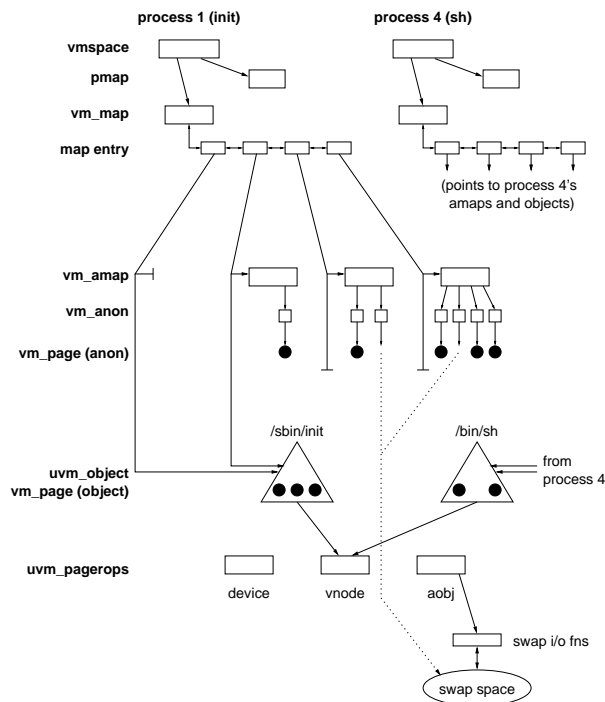 process 1 (init)
process 4 (sh)
vmspace
pmap
vm_map
map entry
(points to process 4's
amaps and objects)
vm_amap
vm_anon
vm_page (anon)
/sbin/init
/bin/sh
uvm_object
vm_page (object)
from
process 4
uvm_pagerops
device
vnode
aobj
swap i/o fns
swap space